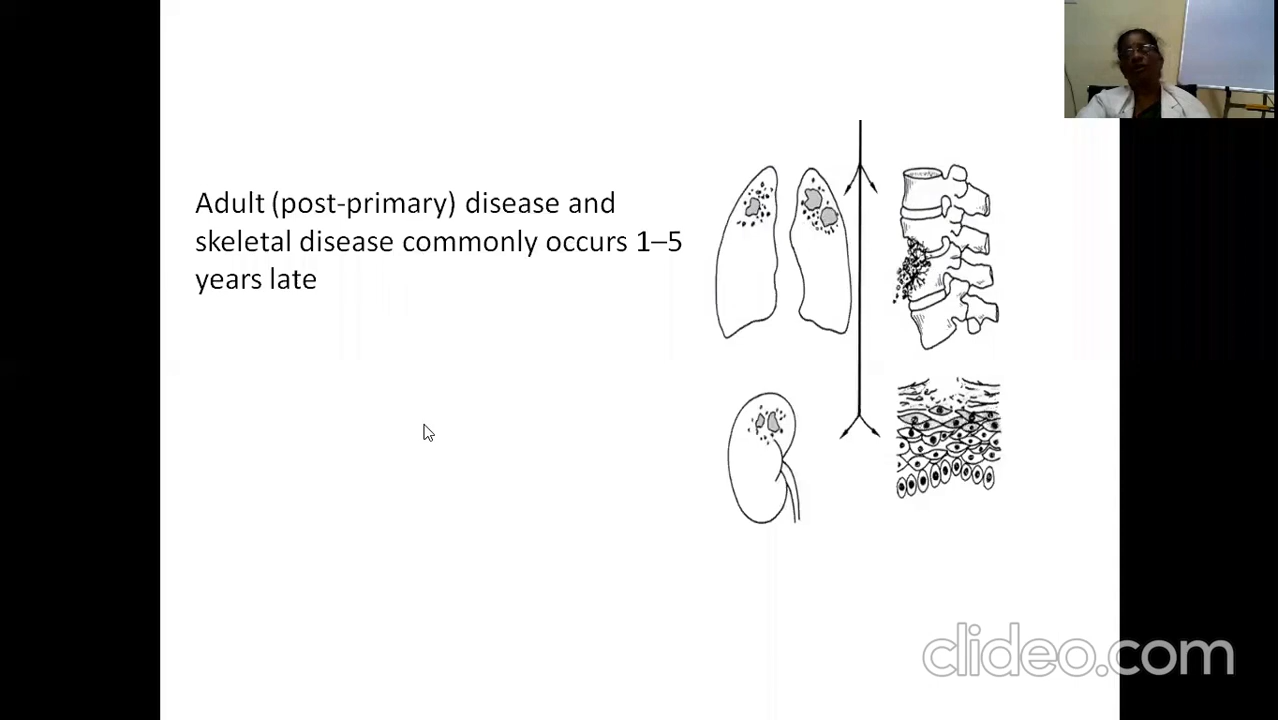 Adult (post-primary) disease and
skeletal disease commonly occurs 1–5
years late
clideo.com